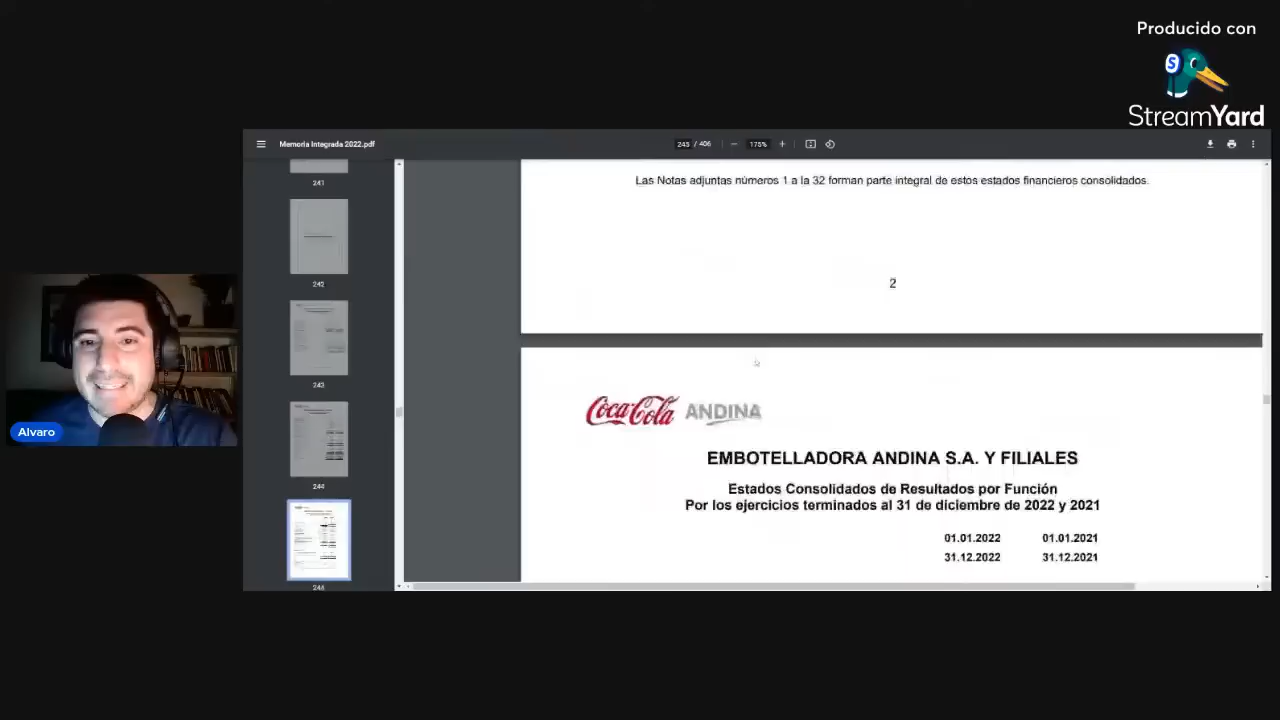 Producido con
StreamYard
Memoria Integrada 2022.pdf
245 / 406
175%
241
242
243
244
245
Las Notas adjuntas números 1 a la 32 forman parte integral de estos estados financieros consolidados.
2
Coca-Cola ANDINA
EMBOTELLADORA ANDINA S.A. Y FILIALES
Estados Consolidados de Resultados por Función
Por los ejercicios terminados al 31 de diciembre de 2022 y 2021
01.01.2022 01.01.2021
31.12.2022 31.12.2021
Alvaro